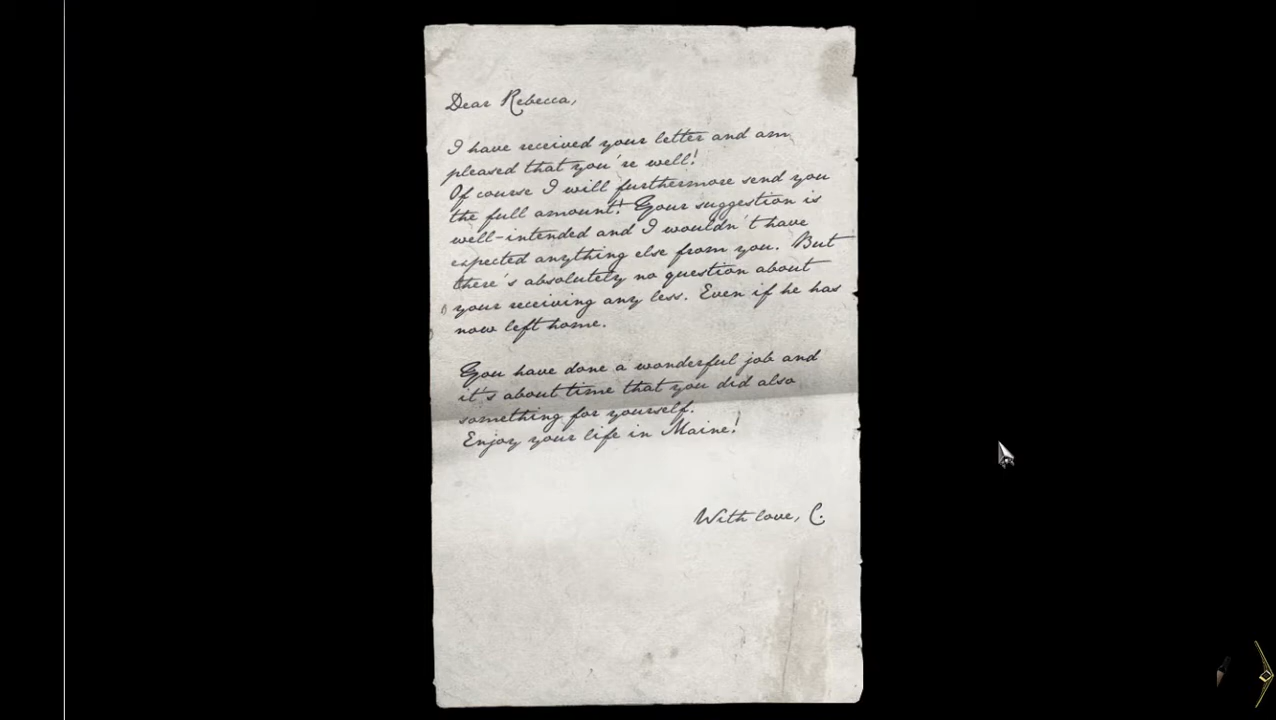 Dear Rebecca,
I have received your letter and am
pleased that you're well!
Of course I will furthermore send you
the full amount! Your suggestion is
well-intended and I wouldn't have
expected anything else from you. But
there's absolutely no question about
your receiving any less. Even if he has
now left home.
You have done a wonderful job and
it's about time that you did also
something for yourself.
Enjoy your life in Maine!
With love, C.